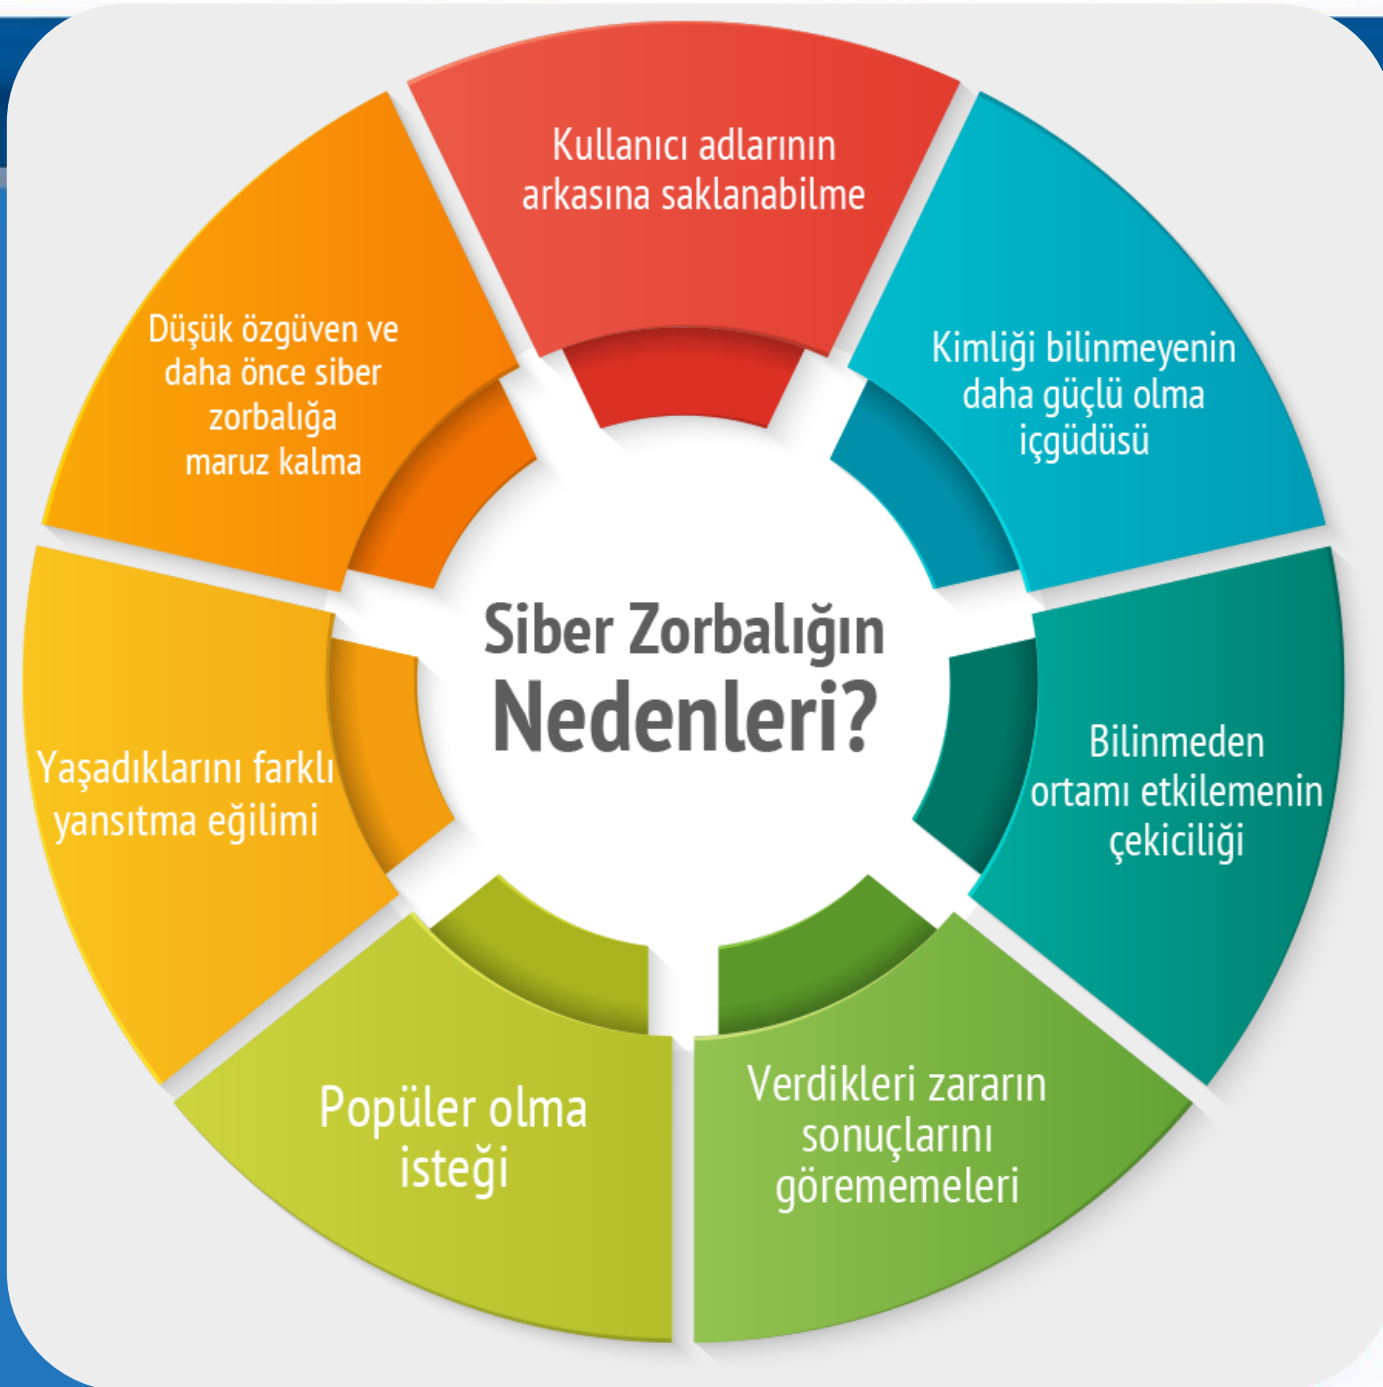 Siber Zorbalığın
Nedenleri?
Kullanıcı adlarının
arkasına saklanabilme
Kimliği bilinmeyenin
daha güçlü olma
içgüdüsü
Bilinmeden
ortamı etkilemenin
çekiciliği
Verdikleri zararın
sonuçlarını
görememeleri
Popüler olma
isteği
Yaşadıklarını farklı
yansıtma eğilimi
Düşük özgüven ve
daha önce siber
zorbalığa
maruz kalma